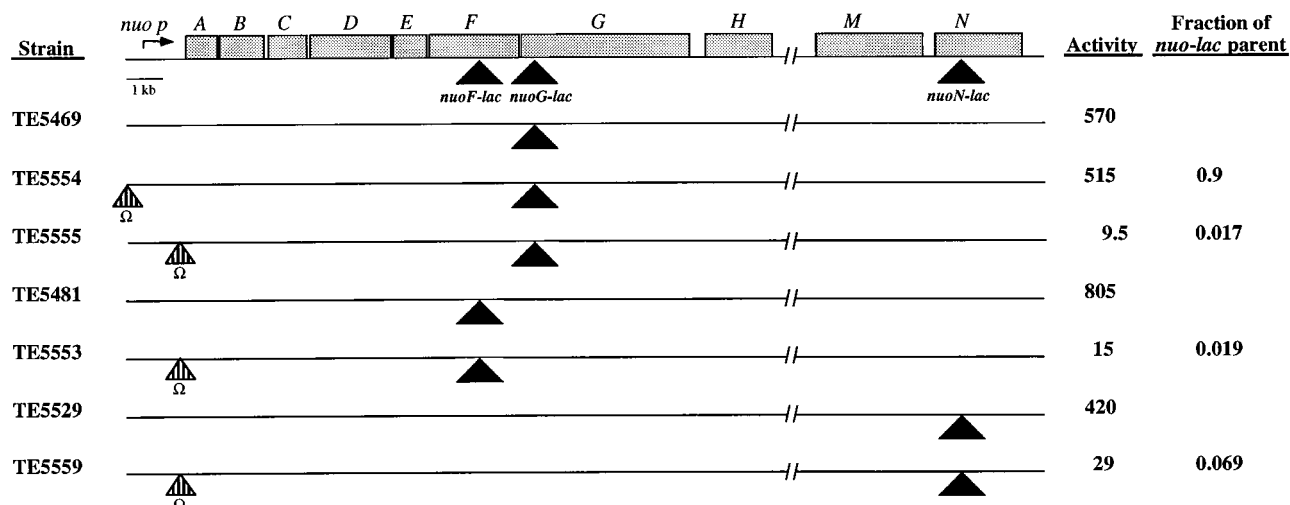 nuo p A B C D E F G H M N
Fraction of
Strain Activity nuo-lac parent
1 kb
nuoF-lac nuoG-lac nuoN-lac
TE5469 570
TE5554 515 0.9
Ω
TE5555 9.5 0.017
Ω
TE5481 805
TE5553 15 0.019
Ω
TE5529 420
TE5559 29 0.069
Ω